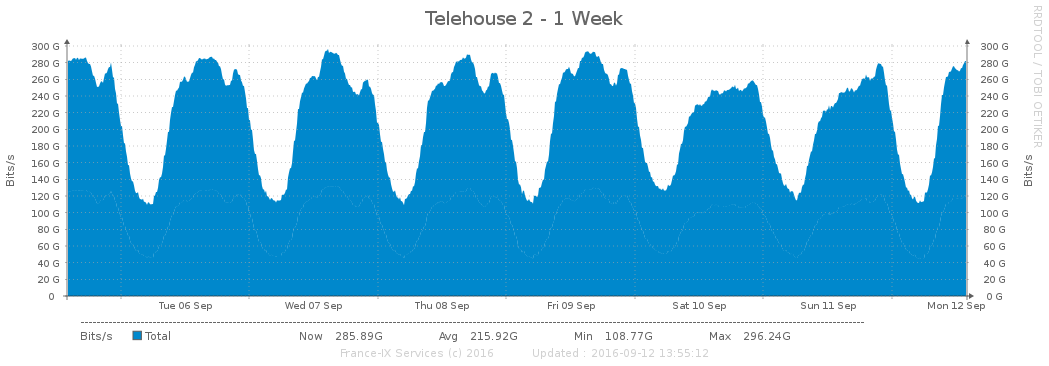 Telehouse 2 - 1 Week
RRDTOOL / TOBI OETIKER
Bits/s
300 G 300 G
280 G 280 G
260 G 260 G
240 G 240 G
220 G 220 G
200 G 200 G
180 G 180 G
160 G 160 G
140 G 140 G
120 G 120 G
100 G 100 G
80 G 80 G
60 G 60 G
40 G 40 G
20 G 20 G
0 0 G
Bits/s
Tue 06 Sep Wed 07 Sep Thu 08 Sep Fri 09 Sep Sat 10 Sep Sun 11 Sep Mon 12 Sep
Bits/s Total Now 285.89G Avg 215.92G Min 108.77G Max 296.24G
France-IX Services (c) 2016 Updated : 2016-09-12 13:55:12